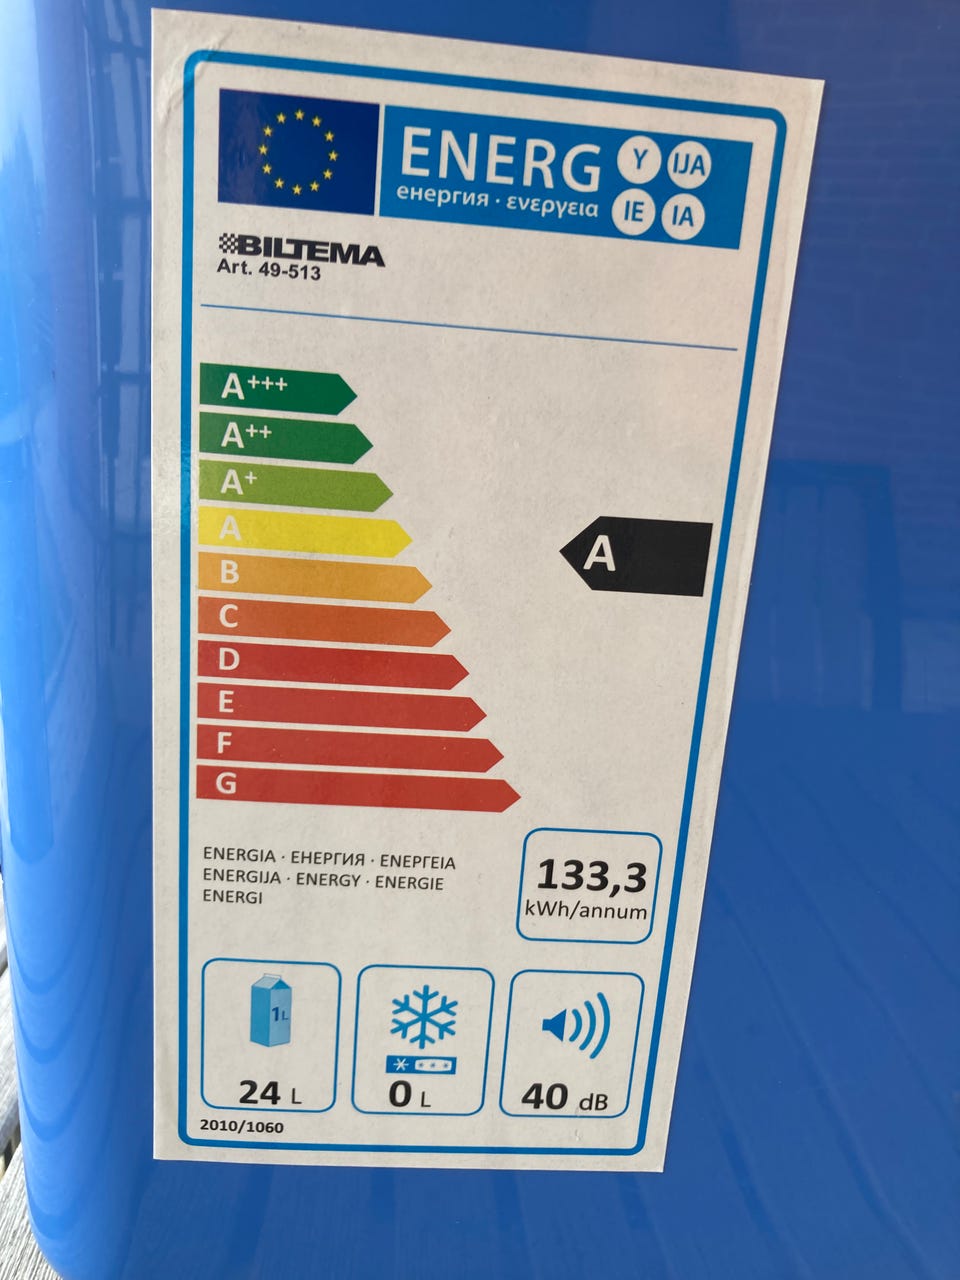 ENERG Y IJA
енергия · ενεργεια IE IA
BILTEMA
Art. 49-513
A+++
A++
A+
A
A
B
C
D
E
F
G
ENERGIA · ЕНЕРГИЯ · ΕΝΕΡΓΕΙΑ
ENERGIJA · ENERGY · ENERGIE
ENERGI
133,3
kWh/annum
1L
24 L
0 L
40 dB
2010/1060